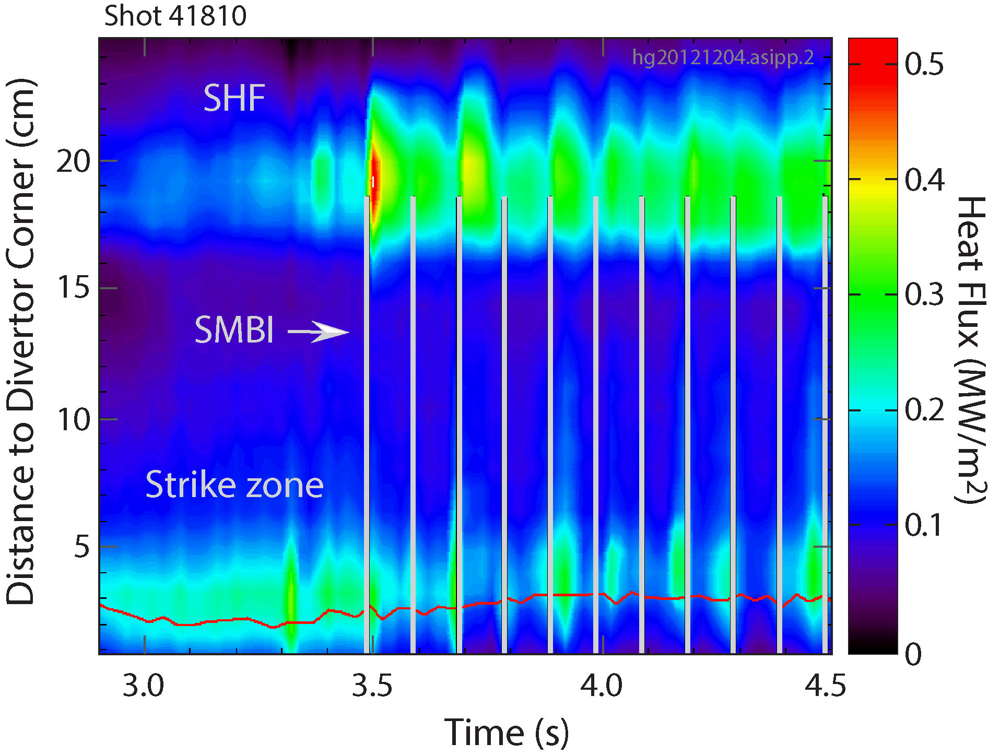 Shot 41810
hg20121204.asipp.2
SHF
SMBI
Strike zone
Distance to Divertor Corner (cm)
20
15
10
5
3.0
3.5
4.0
4.5
Time (s)
0.5
0.4
0.3
0.2
0.1
0
Heat Flux (MW/m²)